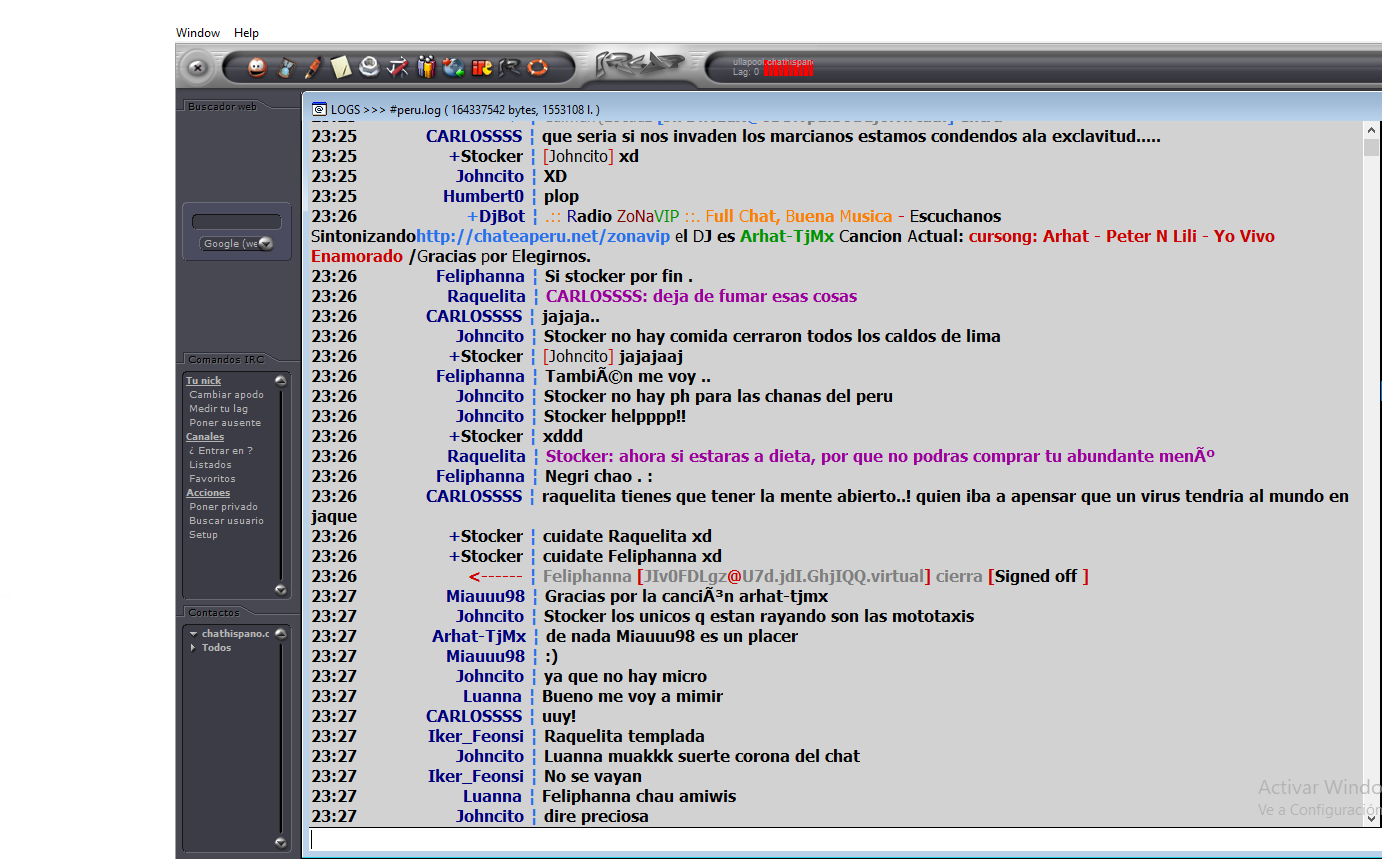 Window Help
IRcap
ullapool.chathispan
Lag: 0
Buscador web
Google (we
Comandos IRC
Tu nick
Cambiar apodo
Medir tu lag
Poner ausente
Canales
¿ Entrar en ?
Listados
Favoritos
Acciones
Poner privado
Buscar usuario
Setup
Contactos
chathispano.c
Todos
LOGS >>> #peru.log ( 164337542 bytes, 1553108 l. )
23:25 CARLOSSSS ¦ que seria si nos invaden los marcianos estamos condendos ala exclavitud.....
23:25 +Stocker ¦ [Johncito] xd
23:25 Johncito ¦ XD
23:25 Humbert0 ¦ plop
23:26 +DjBot ¦ .:: Radio ZoNaVIP ::. Full Chat, Buena Musica - Escuchanos
Sintonizandohttp://chateaperu.net/zonavip el DJ es Arhat-TjMx Cancion Actual: cursong: Arhat - Peter N Lili - Yo Vivo
Enamorado /Gracias por Elegirnos.
23:26 Feliphanna ¦ Si stocker por fin .
23:26 Raquelita ¦ CARLOSSSS: deja de fumar esas cosas
23:26 CARLOSSSS ¦ jajaja..
23:26 Johncito ¦ Stocker no hay comida cerraron todos los caldos de lima
23:26 +Stocker ¦ [Johncito] jajajaaj
23:26 Feliphanna ¦ TambiÃ©n me voy ..
23:26 Johncito ¦ Stocker no hay ph para las chanas del peru
23:26 Johncito ¦ Stocker helpppp!!
23:26 +Stocker ¦ xddd
23:26 Raquelita ¦ Stocker: ahora si estaras a dieta, por que no podras comprar tu abundante menÃº
23:26 Feliphanna ¦ Negri chao . :
23:26 CARLOSSSS ¦ raquelita tienes que tener la mente abierto..! quien iba a apensar que un virus tendria al mundo en
jaque
23:26 +Stocker ¦ cuidate Raquelita xd
23:26 +Stocker ¦ cuidate Feliphanna xd
23:26 <------ ¦ Feliphanna [JIv0FDLgz@U7d.jdI.GhjIQQ.virtual] cierra [Signed off ]
23:27 Miauuu98 ¦ Gracias por la canciÃ³n arhat-tjmx
23:27 Johncito ¦ Stocker los unicos q estan rayando son las mototaxis
23:27 Arhat-TjMx ¦ de nada Miauuu98 es un placer
23:27 Miauuu98 ¦ :)
23:27 Johncito ¦ ya que no hay micro
23:27 Luanna ¦ Bueno me voy a mimir
23:27 CARLOSSSS ¦ uuy!
23:27 Iker_Feonsi ¦ Raquelita templada
23:27 Johncito ¦ Luanna muakkk suerte corona del chat
23:27 Iker_Feonsi ¦ No se vayan
23:27 Luanna ¦ Feliphanna chau amiwis
23:27 Johncito ¦ dire preciosa
Activar Windo
Ve a Configuración